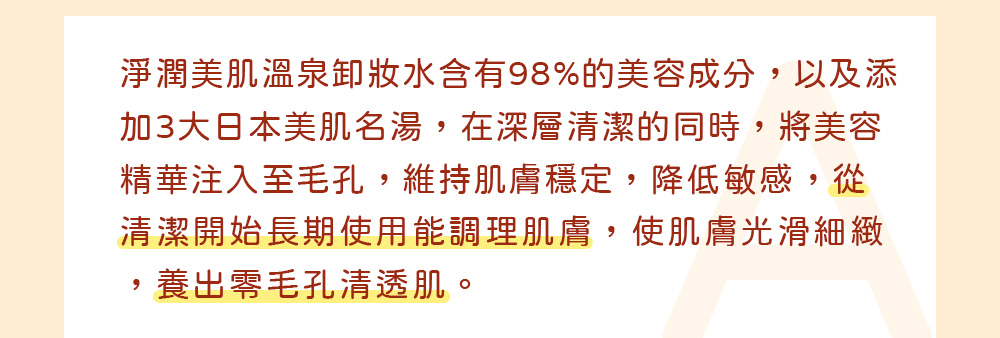 淨潤美肌溫泉卸妝水含有98%的美容成分，以及添
加3大日本美肌名湯，在深層清潔的同時，將美容
精華注入至毛孔，維持肌膚穩定，降低敏感，從
清潔開始長期使用能調理肌膚，使肌膚光滑細緻
，養出零毛孔清透肌。
A